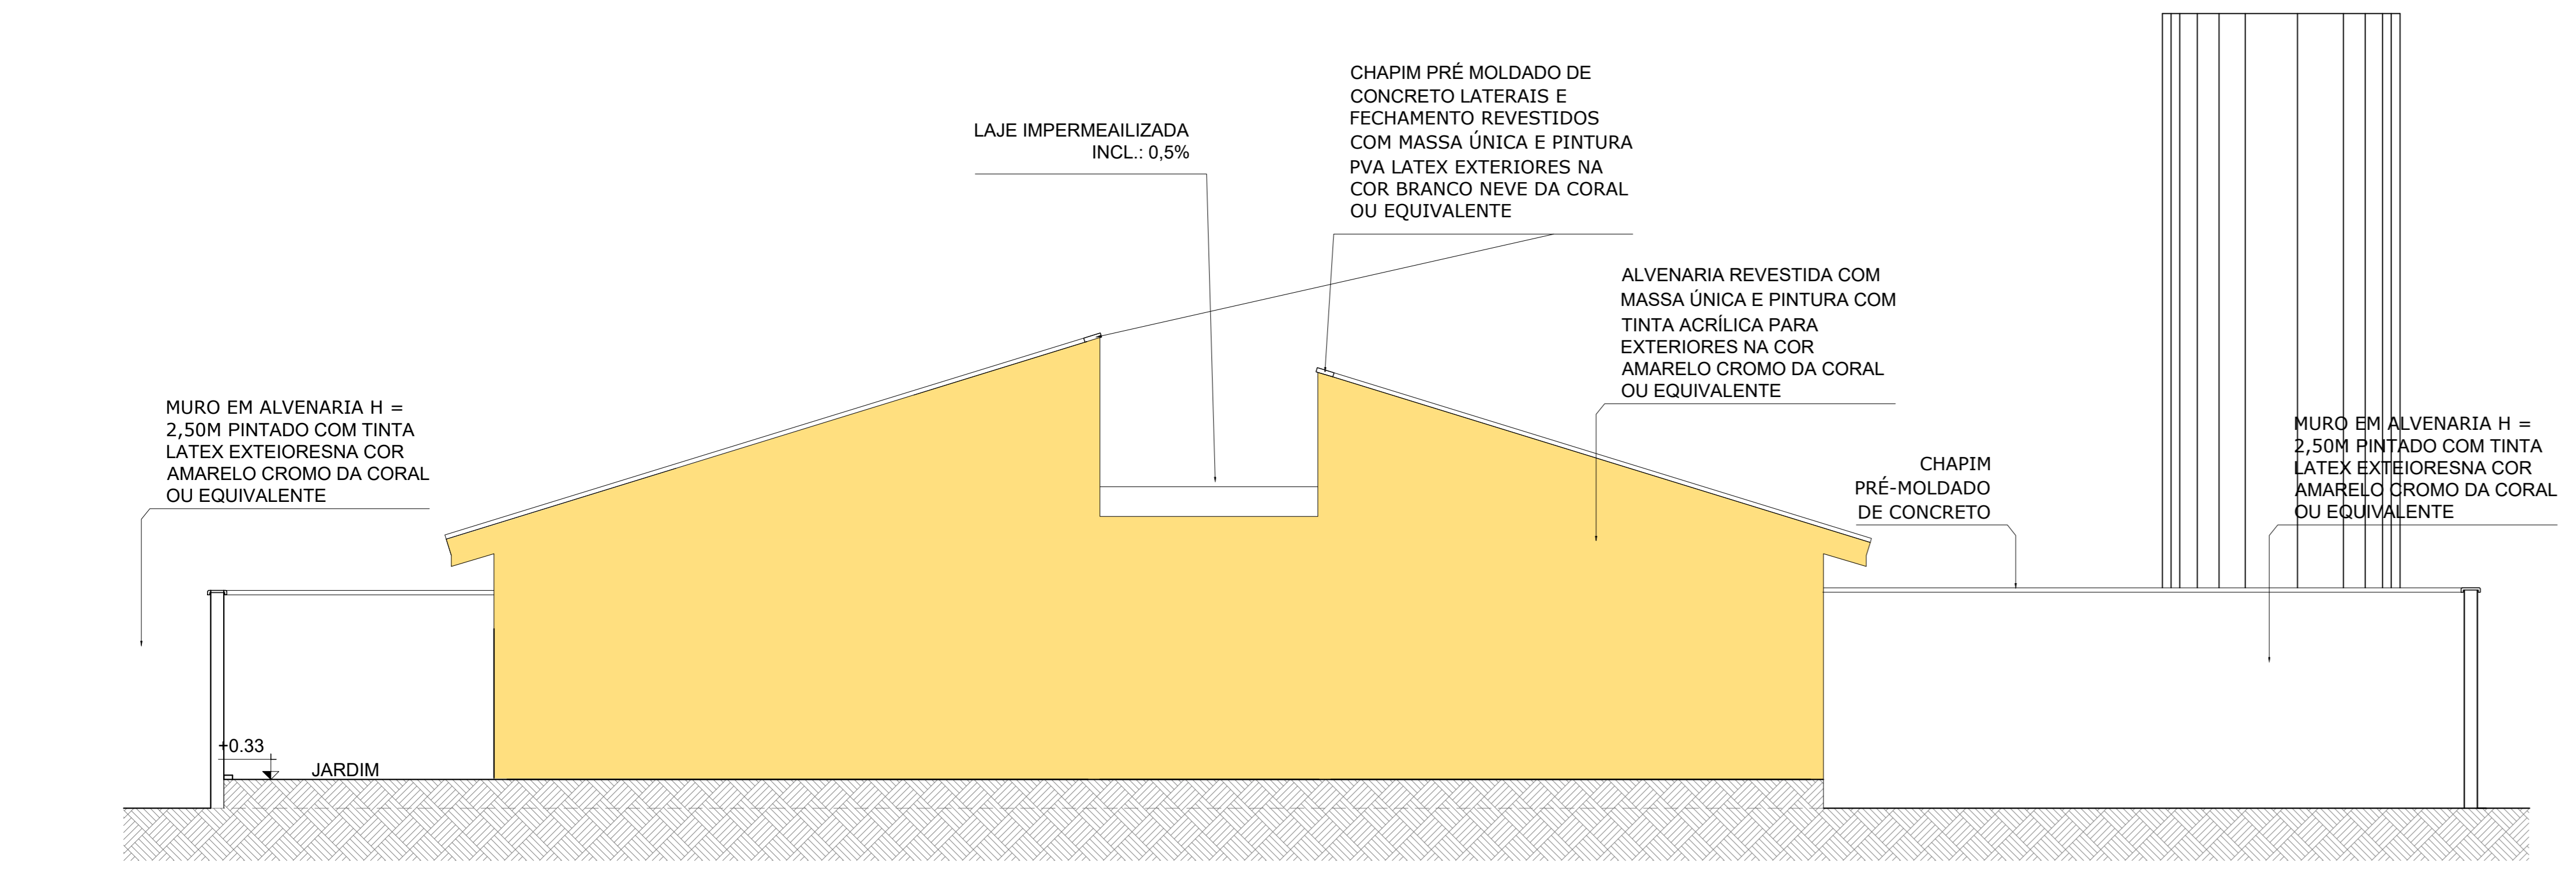 CHAPIM PRÉ MOLDADO DE
CONCRETO LATERAIS E
FECHAMENTO REVESTIDOS
COM MASSA ÚNICA E PINTURA
PVA LATEX EXTERIORES NA
COR BRANCO NEVE DA CORAL
OU EQUIVALENTE
LAJE IMPERMEAILIZADA
INCL.: 0,5%
ALVENARIA REVESTIDA COM
MASSA ÚNICA E PINTURA COM
TINTA ACRÍLICA PARA
EXTERIORES NA COR
AMARELO CROMO DA CORAL
OU EQUIVALENTE
MURO EM ALVENARIA H =
2,50M PINTADO COM TINTA
LATEX EXTEIORESNA COR
AMARELO CROMO DA CORAL
OU EQUIVALENTE
CHAPIM
PRÉ-MOLDADO
DE CONCRETO
MURO EM ALVENARIA H =
2,50M PINTADO COM TINTA
LATEX EXTEIORESNA COR
AMARELO CROMO DA CORAL
OU EQUIVALENTE
+0.33
JARDIM